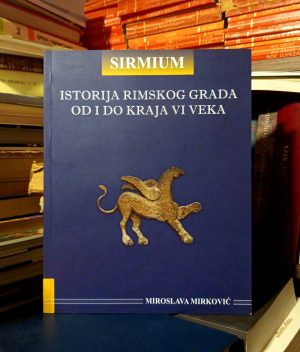 SIRMIUM
ISTORIJA RIMSKOG GRADA
OD I DO KRAJA VI VEKA
MIROSLAVA MIRKOVIĆ